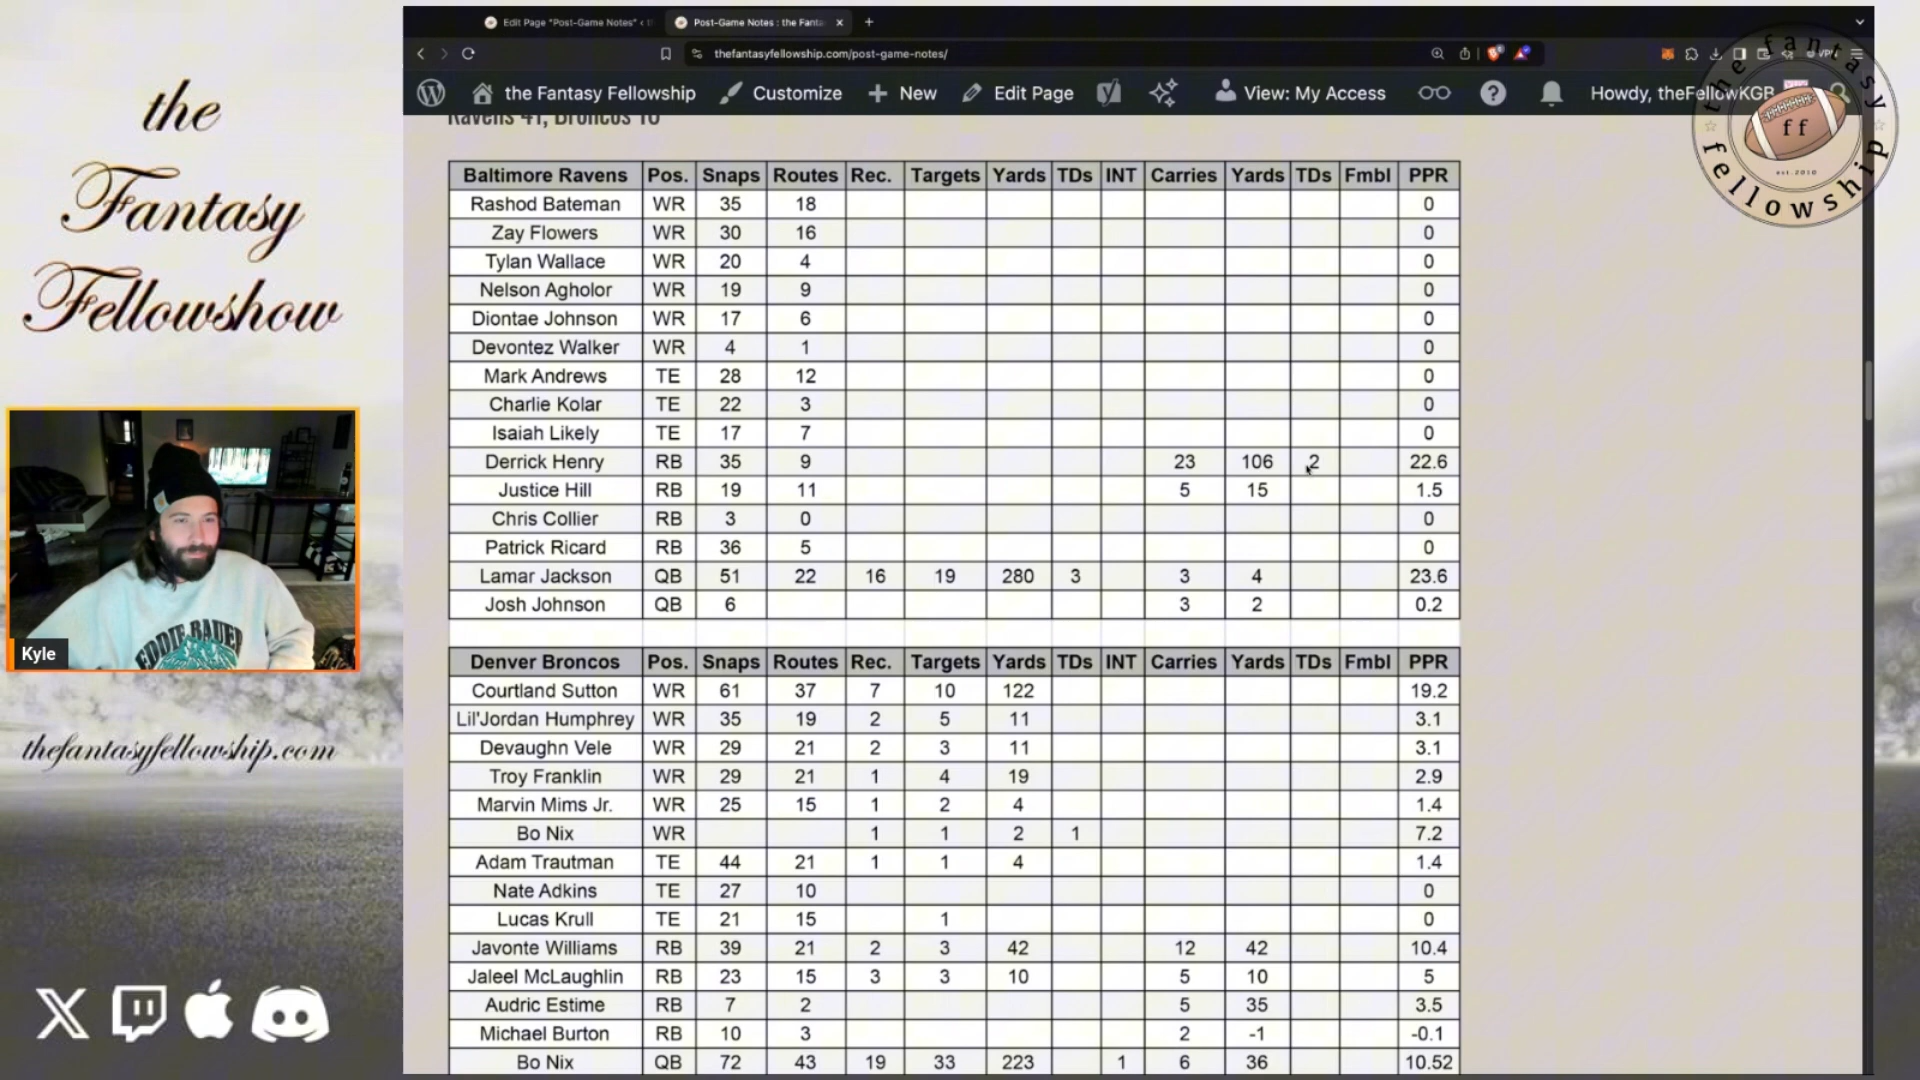 the
Fantasy
Fellowshow
Kyle
thefantasyfellowship.com
Edit Page "Post-Game Notes" ‹ t
Post-Game Notes : the Fanta
thefantasyfellowship.com/post-game-notes/
VPN
the Fantasy Fellowship Customize New Edit Page View: My Access Howdy, theFellowKGB
the fantasy fellowship
ff
est. 2010
EDDIE BAUER
Ravens 41, Broncos 10
Baltimore Ravens Pos. Snaps Routes Rec. Targets Yards TDs INT Carries Yards TDs Fmbl PPR
Rashod Bateman WR 35 18 0
Zay Flowers WR 30 16 0
Tylan Wallace WR 20 4 0
Nelson Agholor WR 19 9 0
Diontae Johnson WR 17 6 0
Devontez Walker WR 4 1 0
Mark Andrews TE 28 12 0
Charlie Kolar TE 22 3 0
Isaiah Likely TE 17 7 0
Derrick Henry RB 35 9 23 106 2 22.6
Justice Hill RB 19 11 5 15 1.5
Chris Collier RB 3 0 0
Patrick Ricard RB 36 5 0
Lamar Jackson QB 51 22 16 19 280 3 3 4 23.6
Josh Johnson QB 6 3 2 0.2
Denver Broncos Pos. Snaps Routes Rec. Targets Yards TDs INT Carries Yards TDs Fmbl PPR
Courtland Sutton WR 61 37 7 10 122 19.2
Lil'Jordan Humphrey WR 35 19 2 5 11 3.1
Devaughn Vele WR 29 21 2 3 11 3.1
Troy Franklin WR 29 21 1 4 19 2.9
Marvin Mims Jr. WR 25 15 1 2 4 1.4
Bo Nix WR 1 1 2 1 7.2
Adam Trautman TE 44 21 1 1 4 1.4
Nate Adkins TE 27 10 0
Lucas Krull TE 21 15 1 0
Javonte Williams RB 39 21 2 3 42 12 42 10.4
Jaleel McLaughlin RB 23 15 3 3 10 5 10 5
Audric Estime RB 7 2 5 35 3.5
Michael Burton RB 10 3 2 -1 -0.1
Bo Nix QB 72 43 19 33 223 1 6 36 10.52